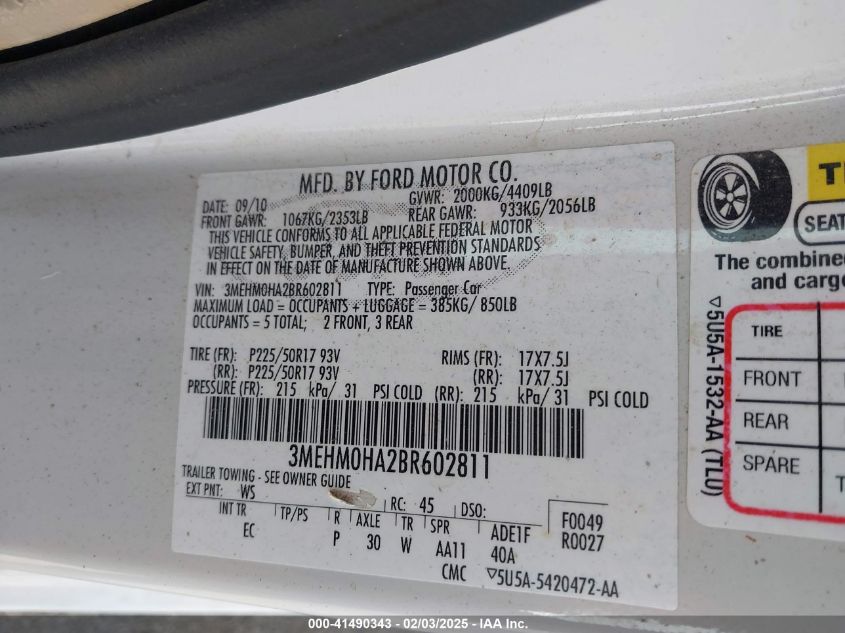 MFD. BY FORD MOTOR CO.
DATE: 09/10 GVWR: 2000KG/4409LB
FRONT GAWR: 1067KG/2353LB REAR GAWR: 933KG/2056LB
THIS VEHICLE CONFORMS TO ALL APPLICABLE FEDERAL MOTOR
VEHICLE SAFETY, BUMPER, AND THEFT PREVENTION STANDARDS
IN EFFECT ON THE DATE OF MANUFACTURE SHOWN ABOVE.
VIN: 3MEHM0HA2BR602811 TYPE: Passenger Car
MAXIMUM LOAD = OCCUPANTS + LUGGAGE = 385KG/ 850LB
OCCUPANTS = 5 TOTAL; 2 FRONT, 3 REAR
TIRE (FR): P225/50R17 93V RIMS (FR): 17X7.5J
(RR): P225/50R17 93V (RR): 17X7.5J
PRESSURE (FR): 215 kPa/ 31 PSI COLD (RR): 215 kPa/ 31 PSI COLD
3MEHM0HA2BR602811
TRAILER TOWING - SEE OWNER GUIDE
EXT PNT: WS RC: 45 DSO:
INT TR TP/PS R AXLE TR SPR ADE1F F0049
EC P 30 W AA11 40A R0027
CMC ▽5U5A-5420472-AA
SEAT
The combined
and cargo
▽5U5A-1532-AA (TLU)
TIRE
FRONT
REAR
SPARE
000-41490343 - 02/03/2025 - IAA Inc.